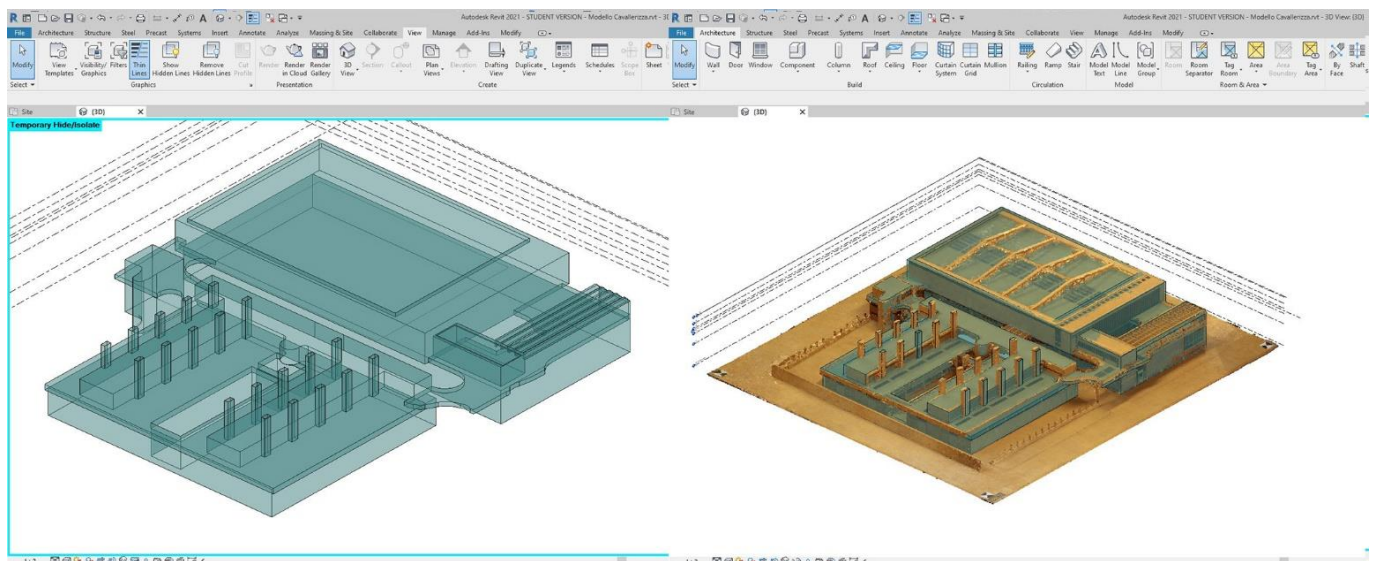 Autodesk Revit 2021 - STUDENT VERSION - Modello Cavallerizza.rvt - 3D
File Architecture Structure Steel Precast Systems Insert Annotate Analyze Massing & Site Collaborate View Manage Add-Ins Modify
Modify View Templates Visibility/ Graphics Filters Thin Lines Show Hidden Lines Remove Hidden Lines Cut Profile Render Render in Cloud Render Gallery 3D View Section Callout Plan Views Elevation Drafting View Duplicate View Legends Schedules Scope Box Sheet
Select Graphics Presentation Create
Site {3D} X
Temporary Hide/Isolate
Autodesk Revit 2021 - STUDENT VERSION - Modello Cavallerizza.rvt - 3D View: {3D}
File Architecture Structure Steel Precast Systems Insert Annotate Analyze Massing & Site Collaborate View Manage Add-Ins Modify
Modify Wall Door Window Component Column Roof Ceiling Floor Curtain System Curtain Grid Mullion Railing Ramp Stair Model Text Model Line Model Group Room Room Separator Tag Room Area Area Boundary Tag Area By Face Shaft
Select Build Circulation Model Room & Area
Site {3D} X